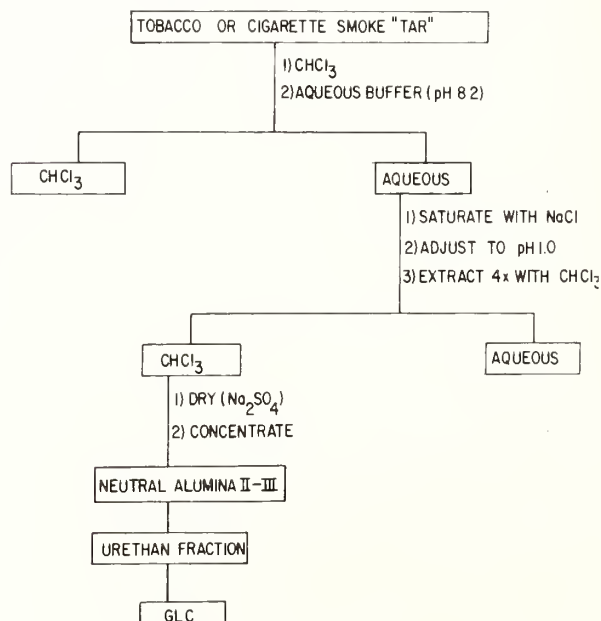 TOBACCO OR CIGARETTE SMOKE "TAR"
1) CHCl3
2) AQUEOUS BUFFER (pH 8 2)
CHCl3
AQUEOUS
1) SATURATE WITH NaCl
2) ADJUST TO pH 1.0
3) EXTRACT 4x WITH CHCl3
CHCl3
AQUEOUS
1) DRY (Na2SO4)
2) CONCENTRATE
NEUTRAL ALUMINA II-III
URETHAN FRACTION
GLC